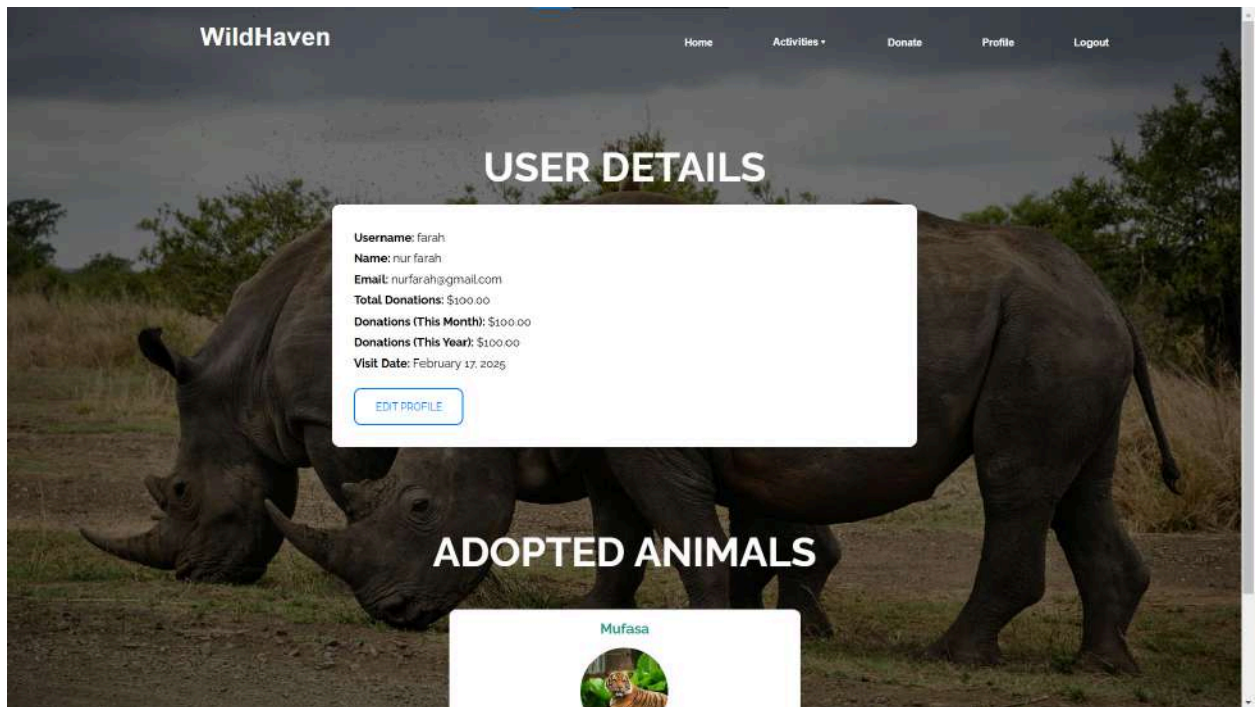 WildHaven
Home Activities Donate Profile Logout
USER DETAILS
Username: farah
Name: nur farah
Email: nurfarah@gmail.com
Total Donations: $100.00
Donations (This Month): $100.00
Donations (This Year): $100.00
Visit Date: February 17, 2025
EDIT PROFILE
ADOPTED ANIMALS
Mufasa